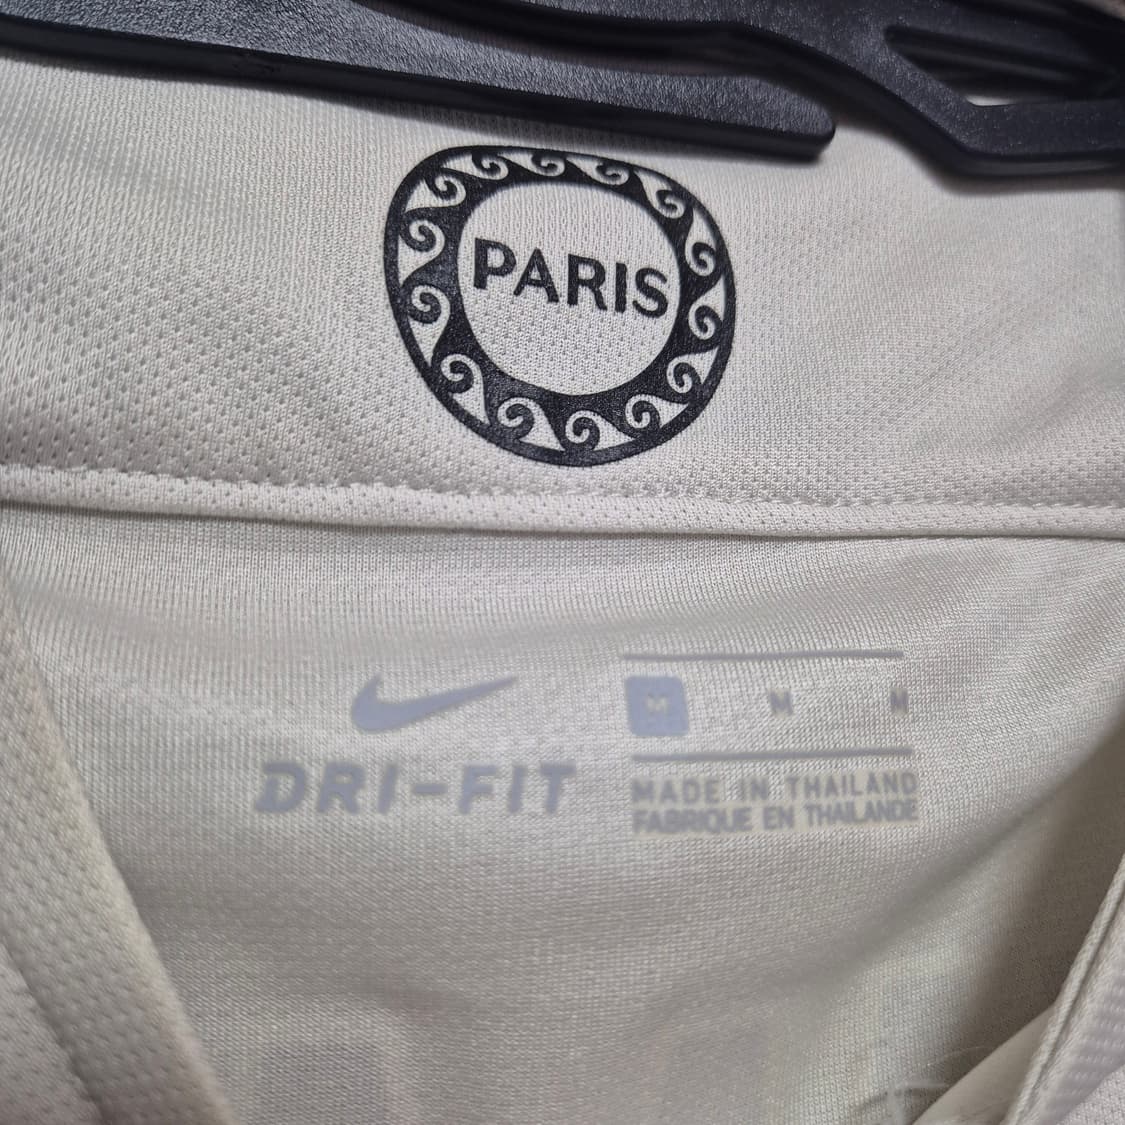 PARIS
M M M
DRI-FIT
MADE IN THAILAND
FABRIQUE EN THAILANDE